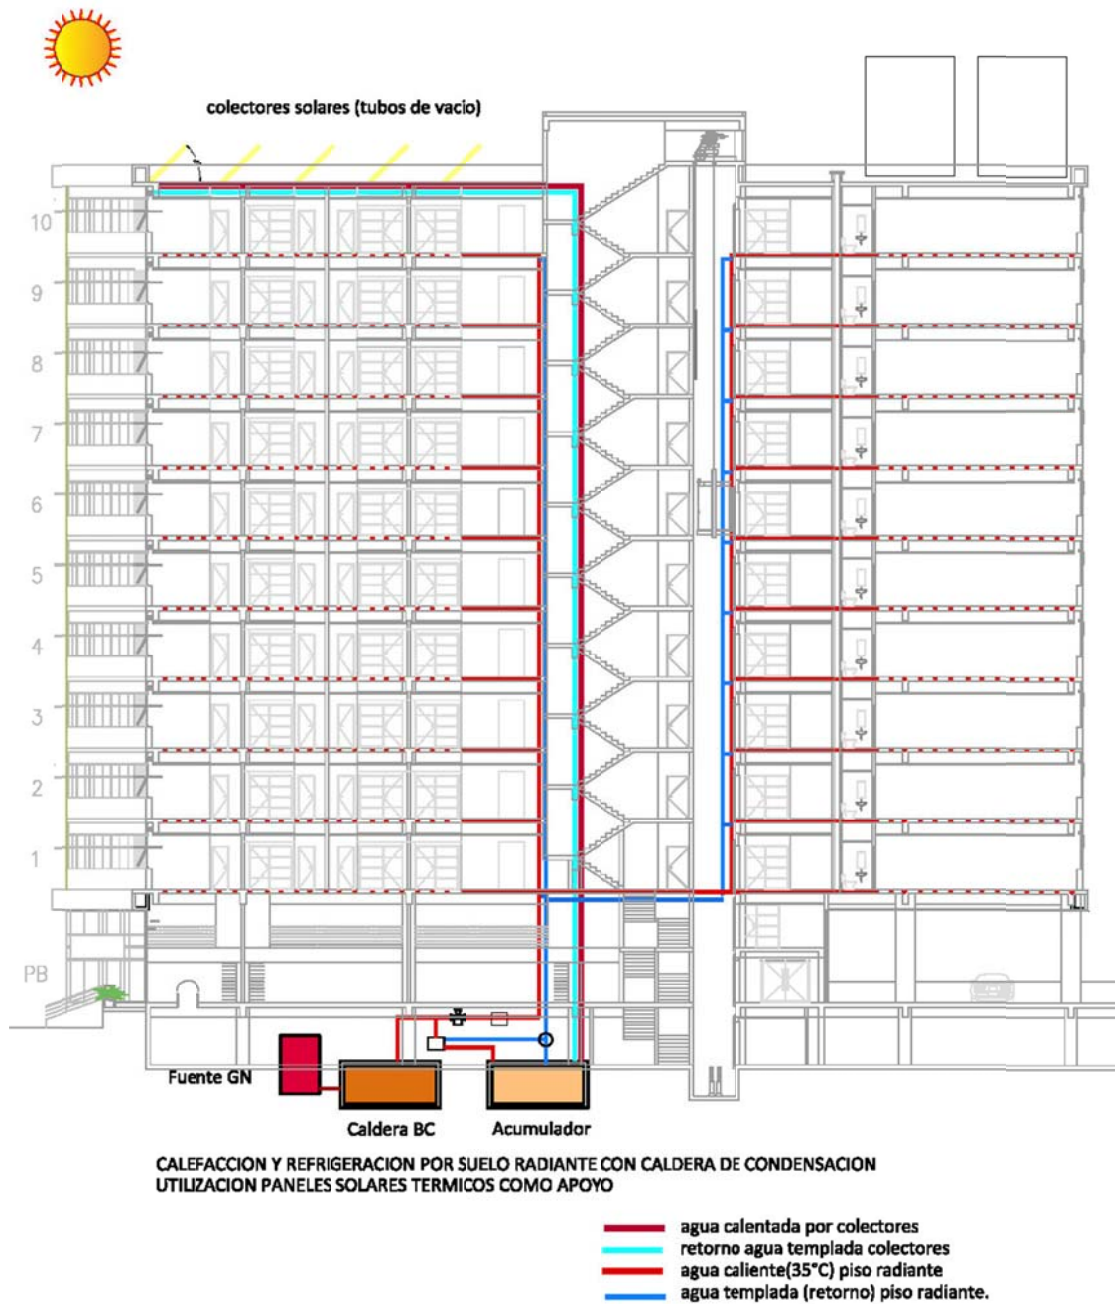 colectores solares (tubos de vacio)
10
9
8
7
6
5
4
3
2
1
PB
Fuente GN
Caldera BC
Acumulador
CALEFACCION Y REFRIGERACION POR SUELO RADIANTE CON CALDERA DE CONDENSACION
UTILIZACION PANELES SOLARES TERMICOS COMO APOYO
agua calentada por colectores
retorno agua templada colectores
agua caliente(35°C) piso radiante
agua templada (retorno) piso radiante.